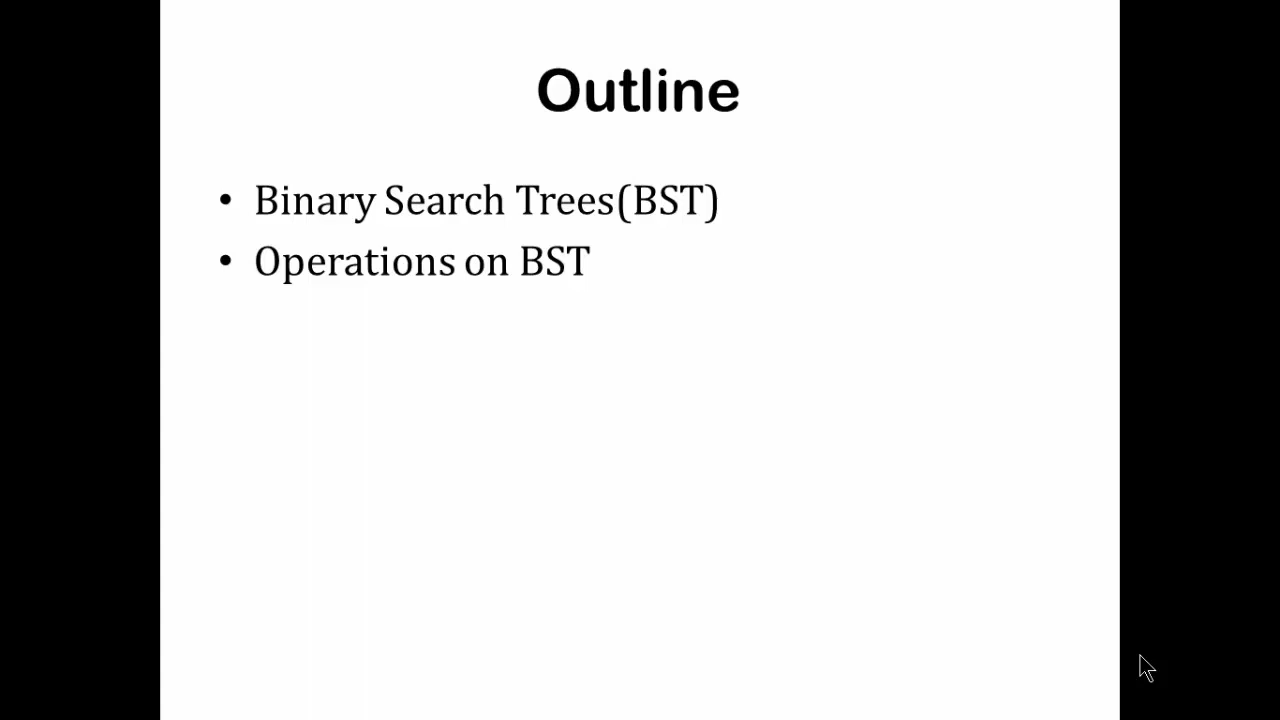 Outline
• Binary Search Trees(BST)
• Operations on BST